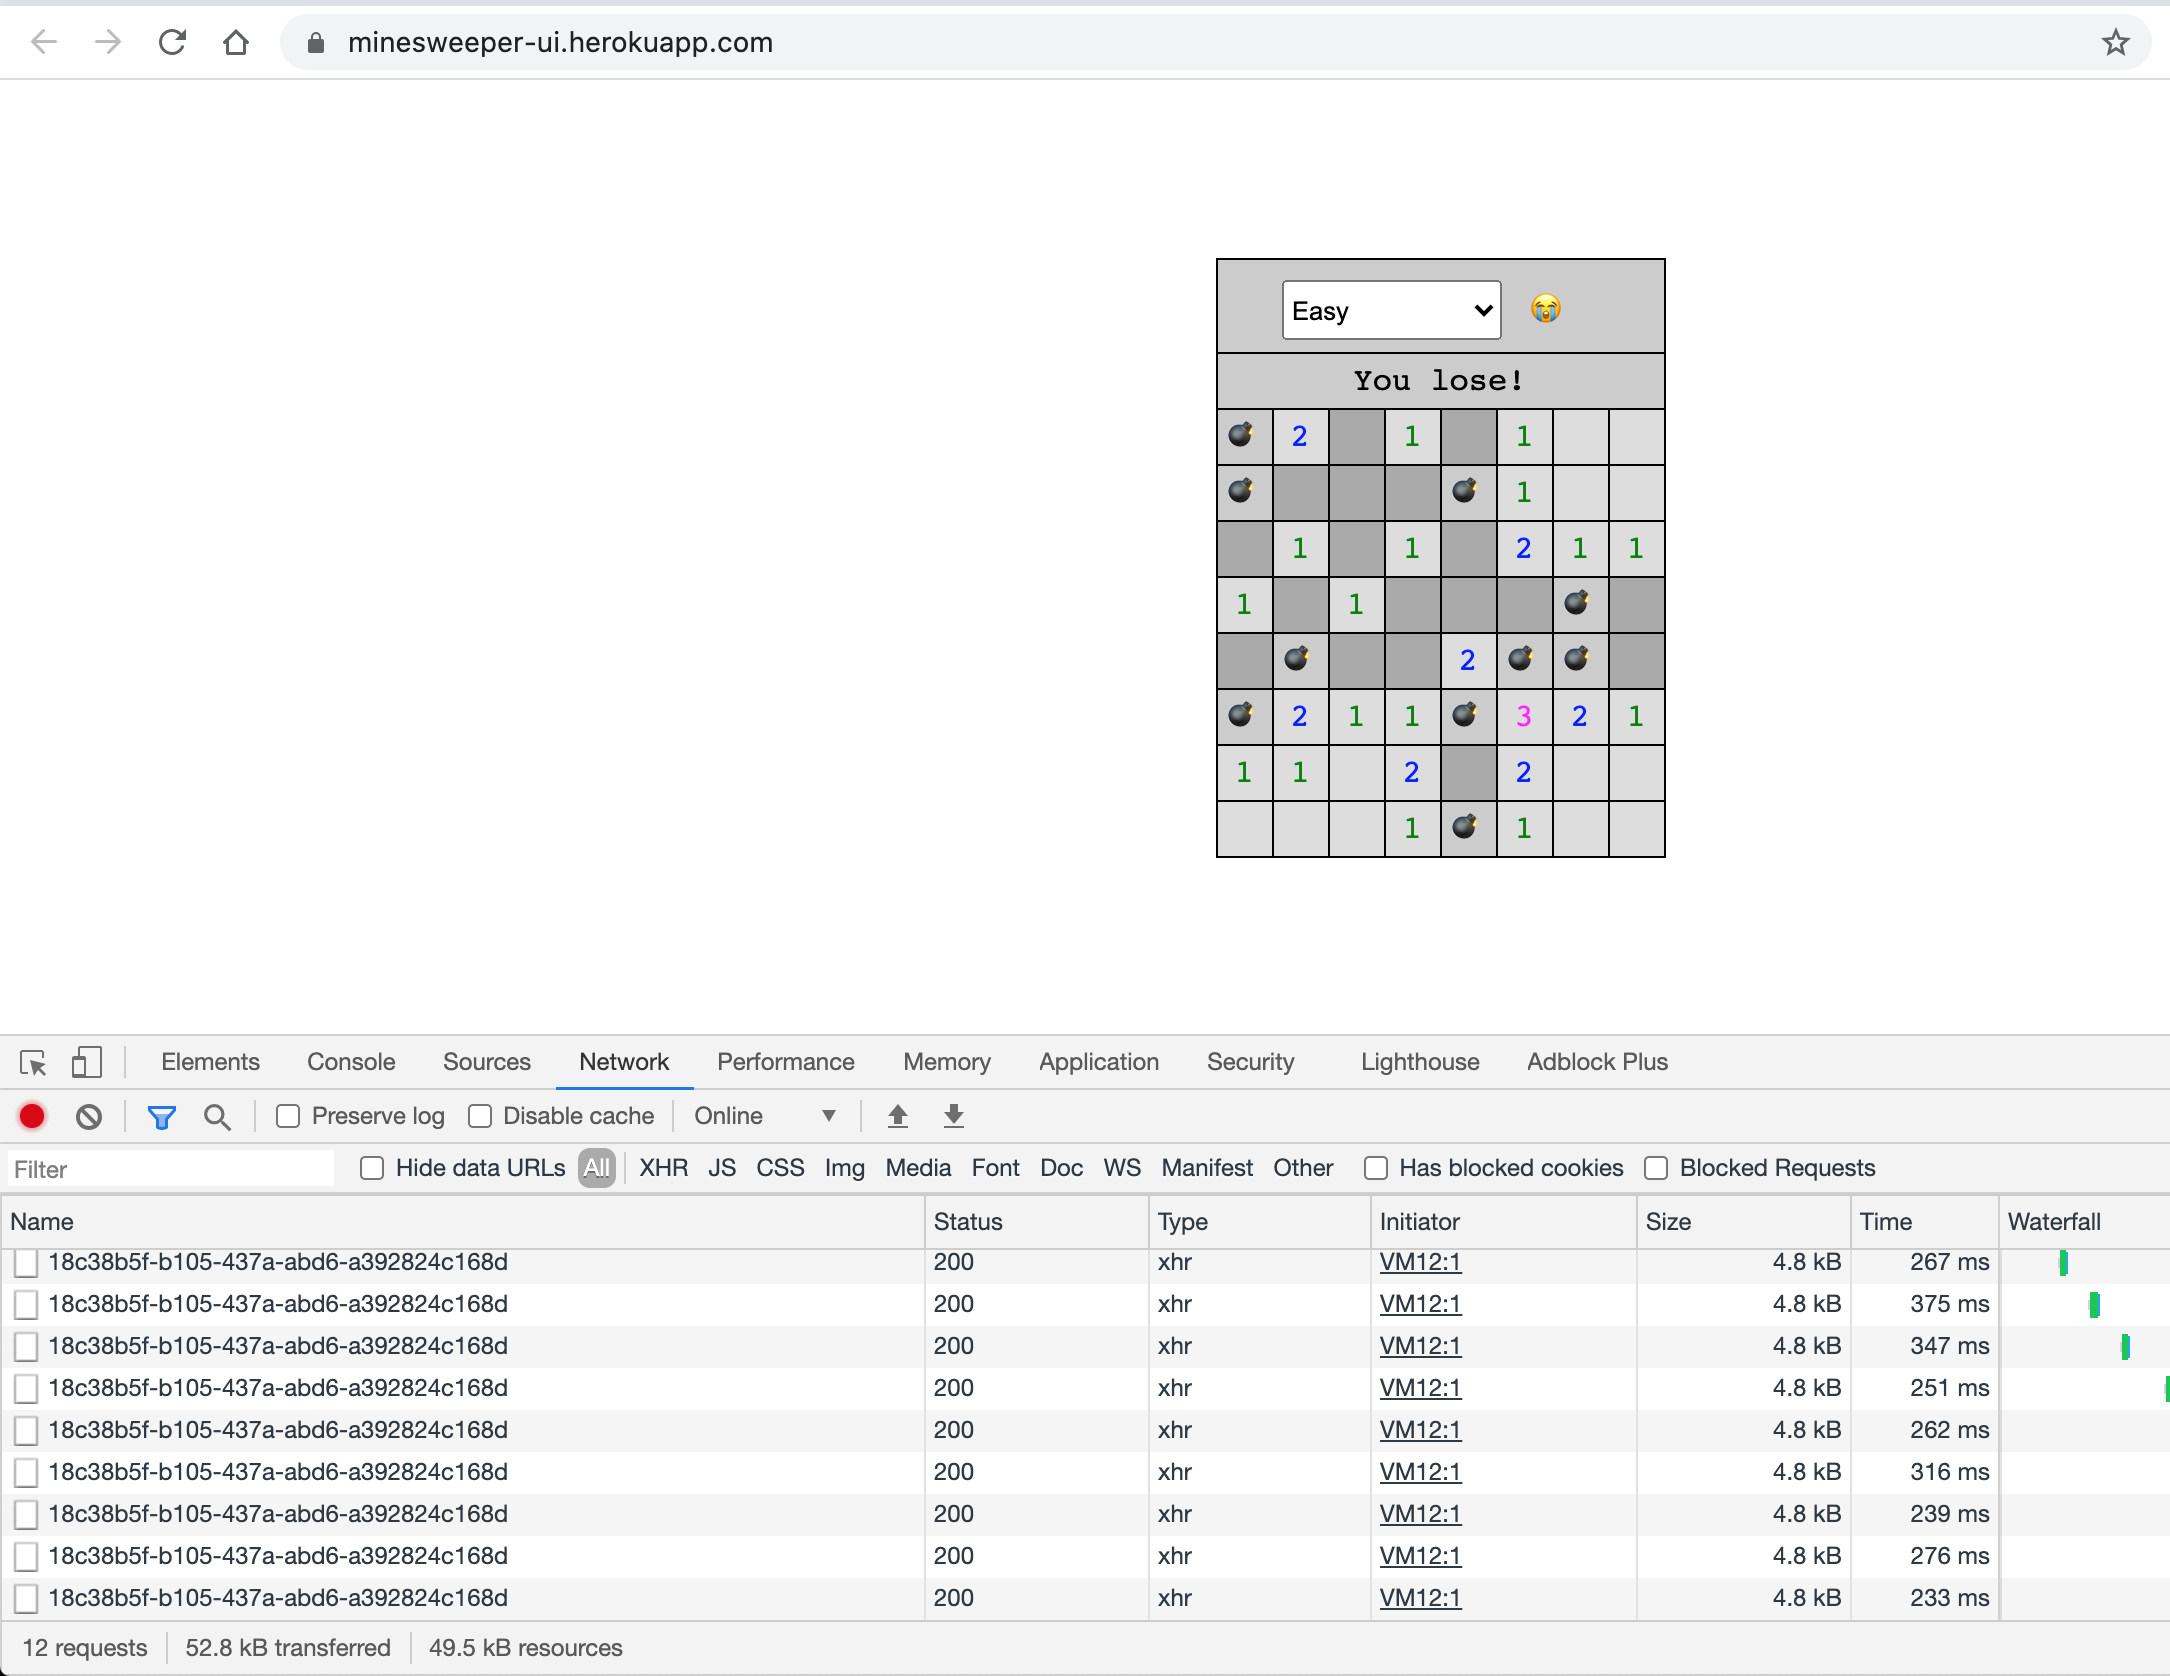 minesweeper-ui.herokuapp.com
Easy
You lose!
2 1 1
1
1 1 2 1 1
1 1
2
2 1 1 3 2 1
1 1 2 2
1 1
Elements Console Sources Network Performance Memory Application Security Lighthouse Adblock Plus
Preserve log Disable cache Online
Filter Hide data URLs All XHR JS CSS Img Media Font Doc WS Manifest Other Has blocked cookies Blocked Requests
Name Status Type Initiator Size Time Waterfall
18c38b5f-b105-437a-abd6-a392824c168d 200 xhr VM12:1 4.8 kB 267 ms
18c38b5f-b105-437a-abd6-a392824c168d 200 xhr VM12:1 4.8 kB 375 ms
18c38b5f-b105-437a-abd6-a392824c168d 200 xhr VM12:1 4.8 kB 347 ms
18c38b5f-b105-437a-abd6-a392824c168d 200 xhr VM12:1 4.8 kB 251 ms
18c38b5f-b105-437a-abd6-a392824c168d 200 xhr VM12:1 4.8 kB 262 ms
18c38b5f-b105-437a-abd6-a392824c168d 200 xhr VM12:1 4.8 kB 316 ms
18c38b5f-b105-437a-abd6-a392824c168d 200 xhr VM12:1 4.8 kB 239 ms
18c38b5f-b105-437a-abd6-a392824c168d 200 xhr VM12:1 4.8 kB 276 ms
18c38b5f-b105-437a-abd6-a392824c168d 200 xhr VM12:1 4.8 kB 233 ms
12 requests 52.8 kB transferred 49.5 kB resources